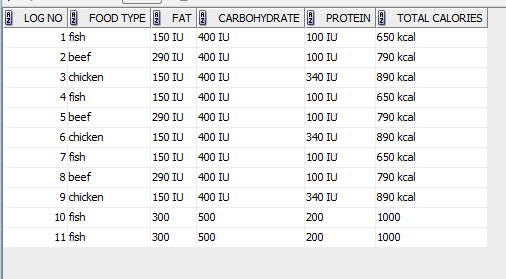 LOG NO FOOD TYPE FAT CARBOHYDRATE PROTEIN TOTAL CALORIES
1 fish 150 IU 400 IU 100 IU 650 kcal
2 beef 290 IU 400 IU 100 IU 790 kcal
3 chicken 150 IU 400 IU 340 IU 890 kcal
4 fish 150 IU 400 IU 100 IU 650 kcal
5 beef 290 IU 400 IU 100 IU 790 kcal
6 chicken 150 IU 400 IU 340 IU 890 kcal
7 fish 150 IU 400 IU 100 IU 650 kcal
8 beef 290 IU 400 IU 100 IU 790 kcal
9 chicken 150 IU 400 IU 340 IU 890 kcal
10 fish 300 500 200 1000
11 fish 300 500 200 1000